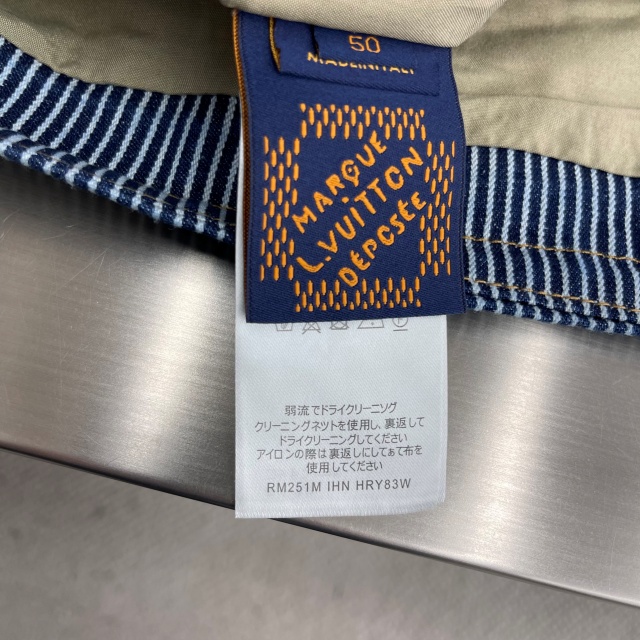 50
MADE IN ITALY
MARQUE
L.VUITTON
DÉPOSÉE
弱流でドライクリーニソグ
クリーニングネットを使用し、裏返して
ドライクリーニングしてください
アイロンの際は裏返しにしてぁて布を
使用してください
RM251M IHN HRY83W